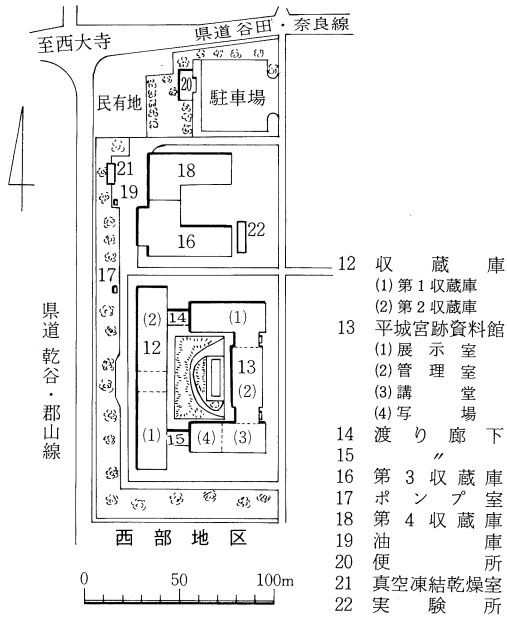 県道 谷田・奈良線
至西大寺
民有地
20
駐車場
21
19
18
16
22
17
県道 乾谷・郡山線
(2)
14
(1)
12
13
(2)
(1)
15
(4)
(3)
西部地区
0 50 100m
12 収蔵庫
(1) 第1収蔵庫
(2) 第2収蔵庫
13 平城宮跡資料館
(1) 展示室
(2) 管理室
(3) 講堂
(4) 写場
14 渡り廊下
15 〃
16 第3収蔵庫
17 ポンプ室
18 第4収蔵庫
19 油庫
20 便所
21 真空凍結乾燥室
22 実験所